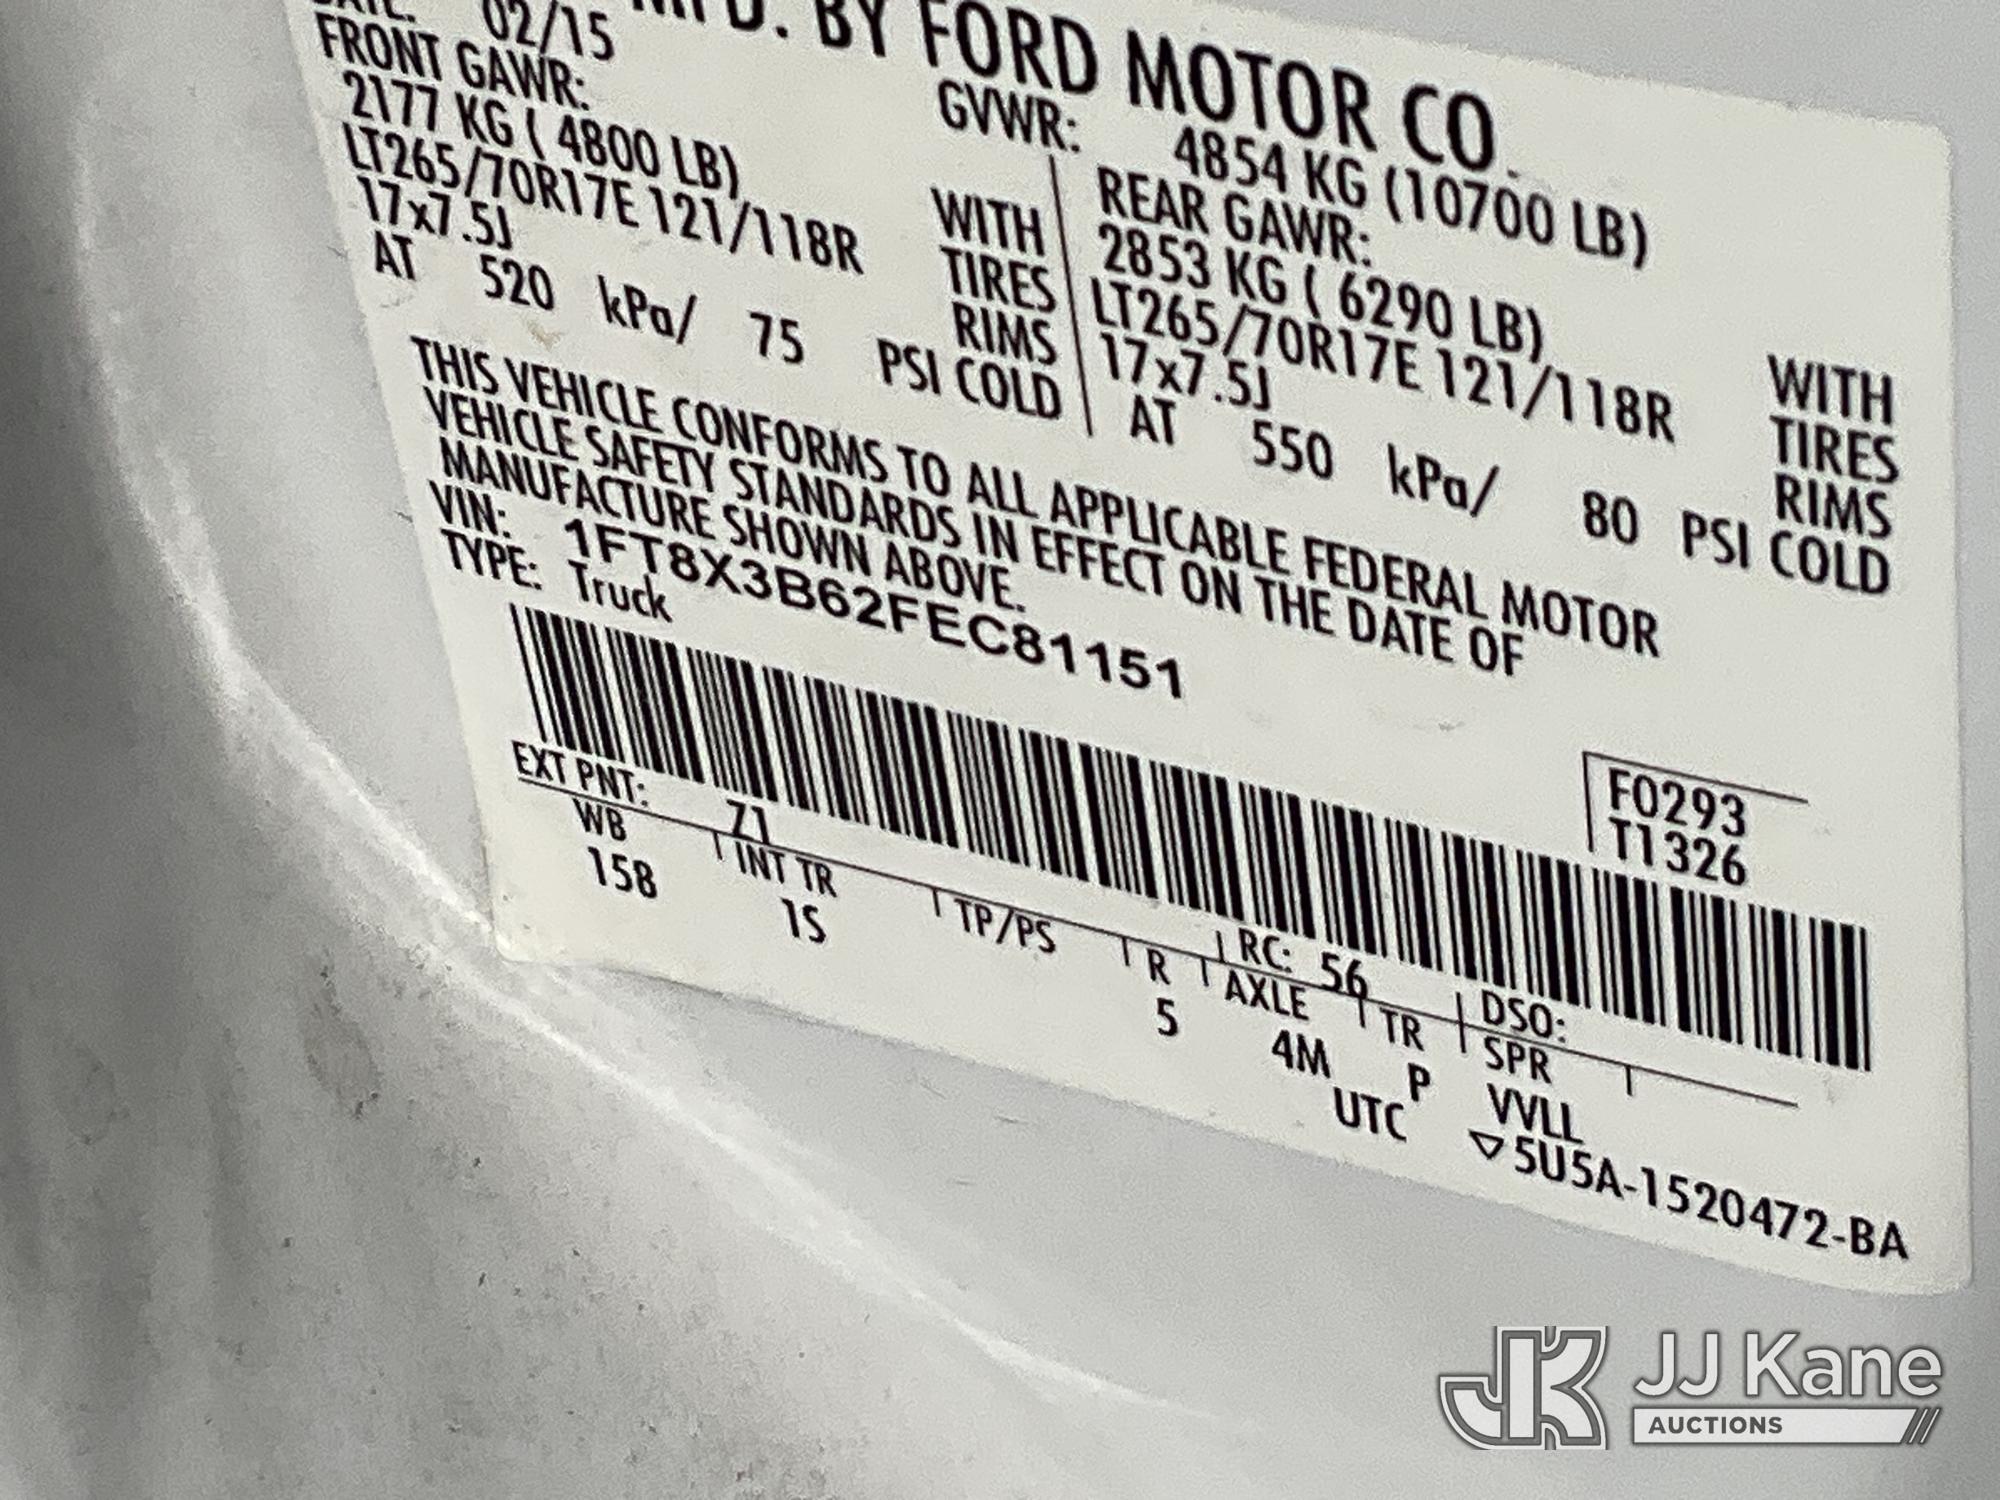 MFD. BY FORD MOTOR CO.
DATE: 02/15
GVWR: 4854 KG (10700 LB)
FRONT GAWR:
2177 KG ( 4800 LB) WITH
LT265/70R17E 121/118R TIRES
17x7.5J RIMS
AT 520 kPa/ 75 PSI COLD
REAR GAWR:
2853 KG ( 6290 LB) WITH
LT265/70R17E 121/118R TIRES
17x7.5J RIMS
AT 550 kPa/ 80 PSI COLD
THIS VEHICLE CONFORMS TO ALL APPLICABLE FEDERAL MOTOR
VEHICLE SAFETY STANDARDS IN EFFECT ON THE DATE OF
MANUFACTURE SHOWN ABOVE.
VIN: 1FT8X3B62FEC81151
TYPE: Truck
F0293
T1326
EXT PNT: Z1 RC: 56 DSO:
WB INT TR TP/PS R AXLE TR SPR
158 1S 5 4M P VVLL
UTC ▽5U5A-1520472-BA
JK JJ Kane
AUCTIONS